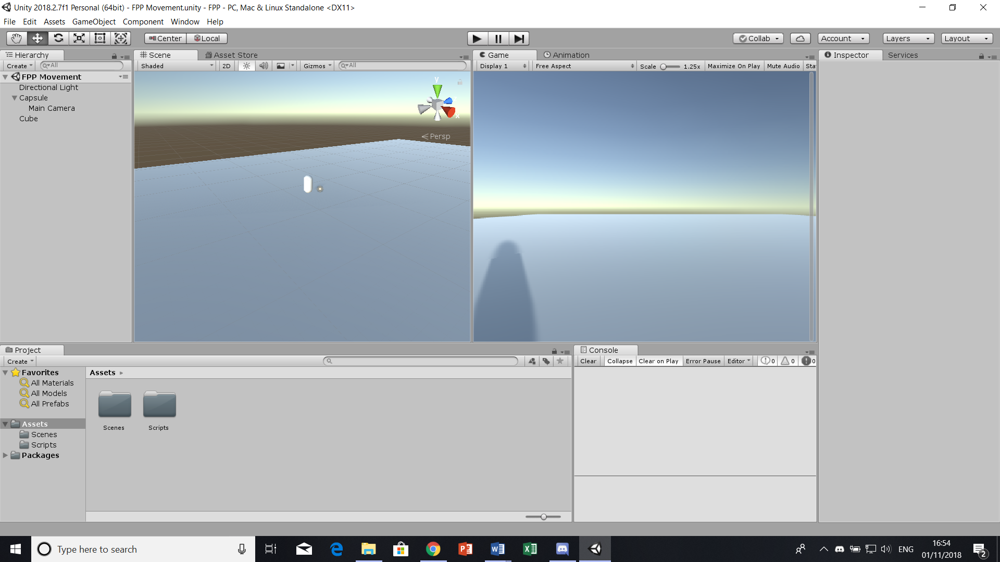 Unity 2018.2.7f1 Personal (64bit) - FPP Movement.unity - FPP - PC, Mac & Linux Standalone <DX11>
File Edit Assets GameObject Component Window Help
Center Local Collab Account Layers Layout
Hierarchy
Create All
FPP Movement
Directional Light
Capsule
Main Camera
Cube
Scene Asset Store
Shaded 2D Gizmos All
y
x
Persp
Game Animation
Display 1 Free Aspect Scale 1.25x Maximize On Play Mute Audio Sta
Inspector Services
Project
Create
Favorites
All Materials
All Models
All Prefabs
Assets
Scenes
Scripts
Packages
Assets
Scenes Scripts
Console
Clear Collapse Clear on Play Error Pause Editor 0 0 0
Type here to search
ENG
16:54
01/11/2018
2